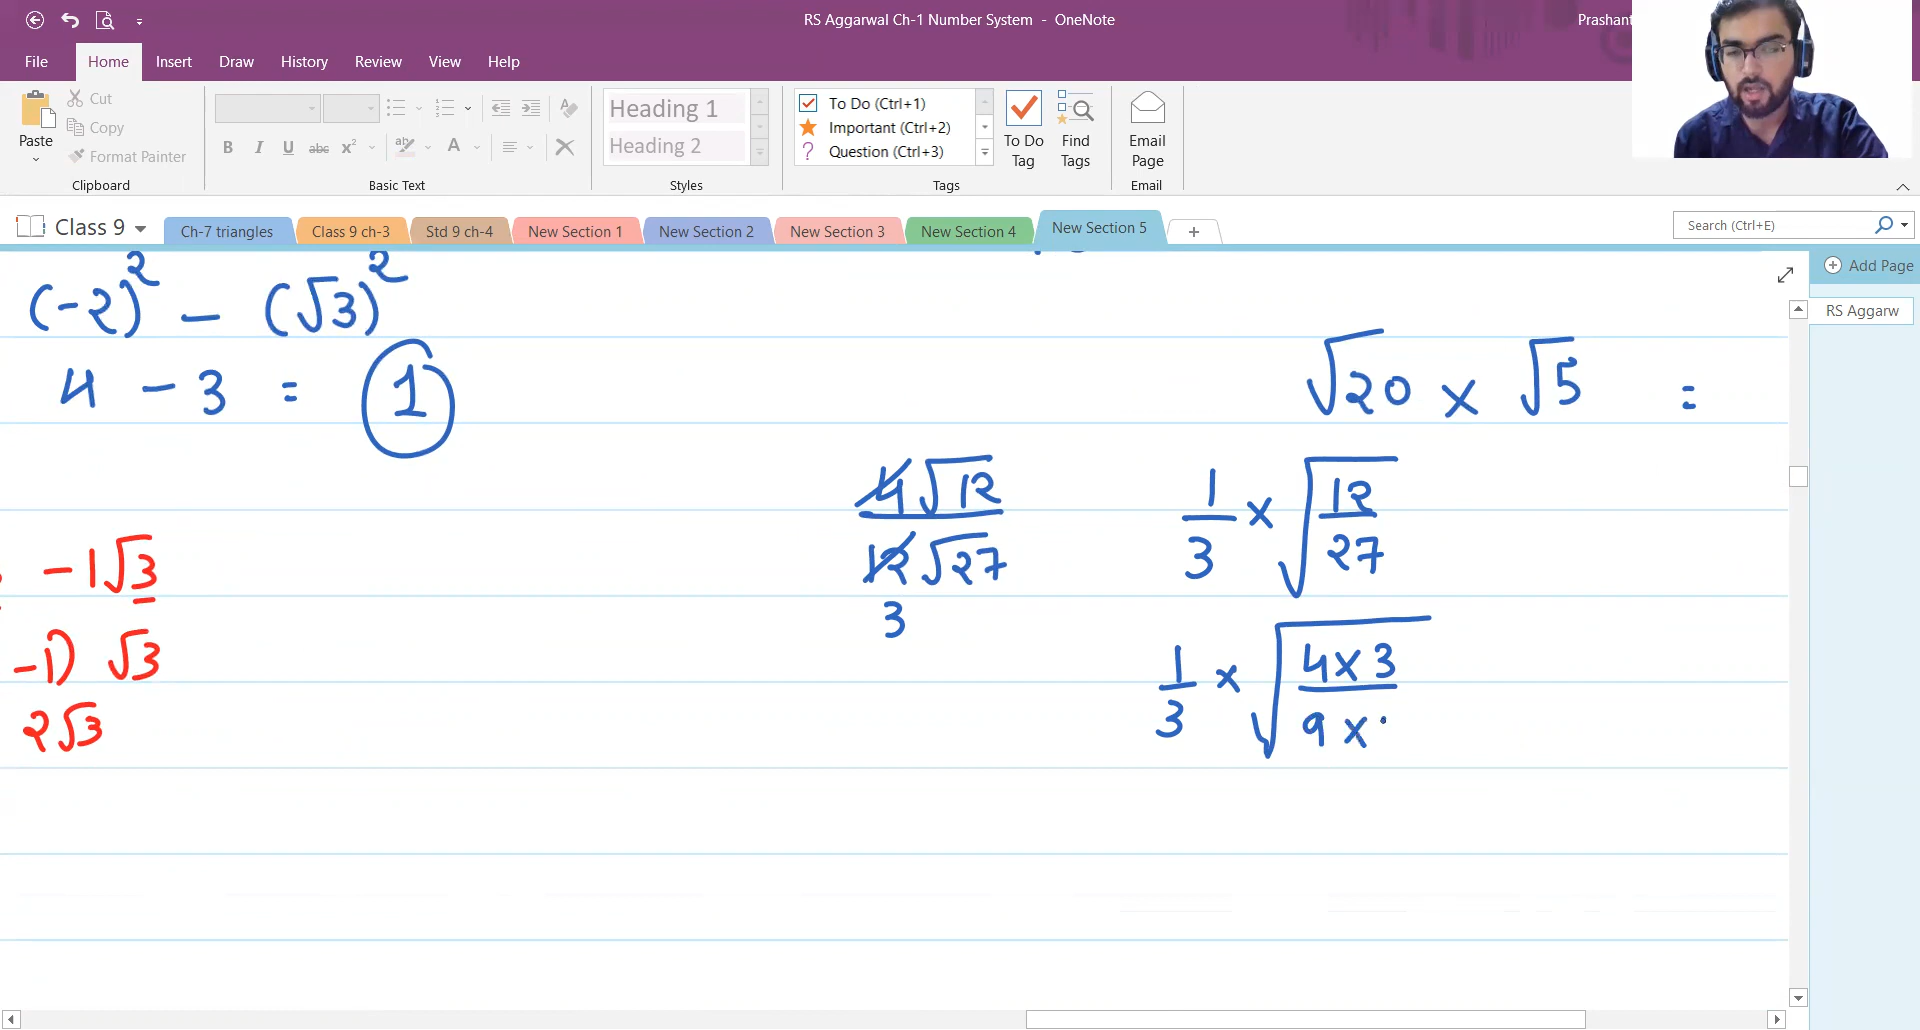 RS Aggarwal Ch-1 Number System - OneNote
Prashant
File Home Insert Draw History Review View Help
Paste
Cut
Copy
Format Painter
Clipboard
B I U abc x² A
Basic Text
Heading 1
Heading 2
Styles
To Do (Ctrl+1)
Important (Ctrl+2)
? Question (Ctrl+3)
Tags
To Do Tag
Find Tags
Email Page
Email
Class 9
Ch-7 triangles Class 9 ch-3 Std 9 ch-4 New Section 1 New Section 2 New Section 3 New Section 4 New Section 5 +
Search (Ctrl+E)
Add Page
RS Aggarw
(-2)² - (√3)²
4 - 3 = 1
- 1√3
-1) √3
2√3
√20 × √5 =
4√12
12√27
3
1/3 × √(12/27)
1/3 × √(4×3 / 9×